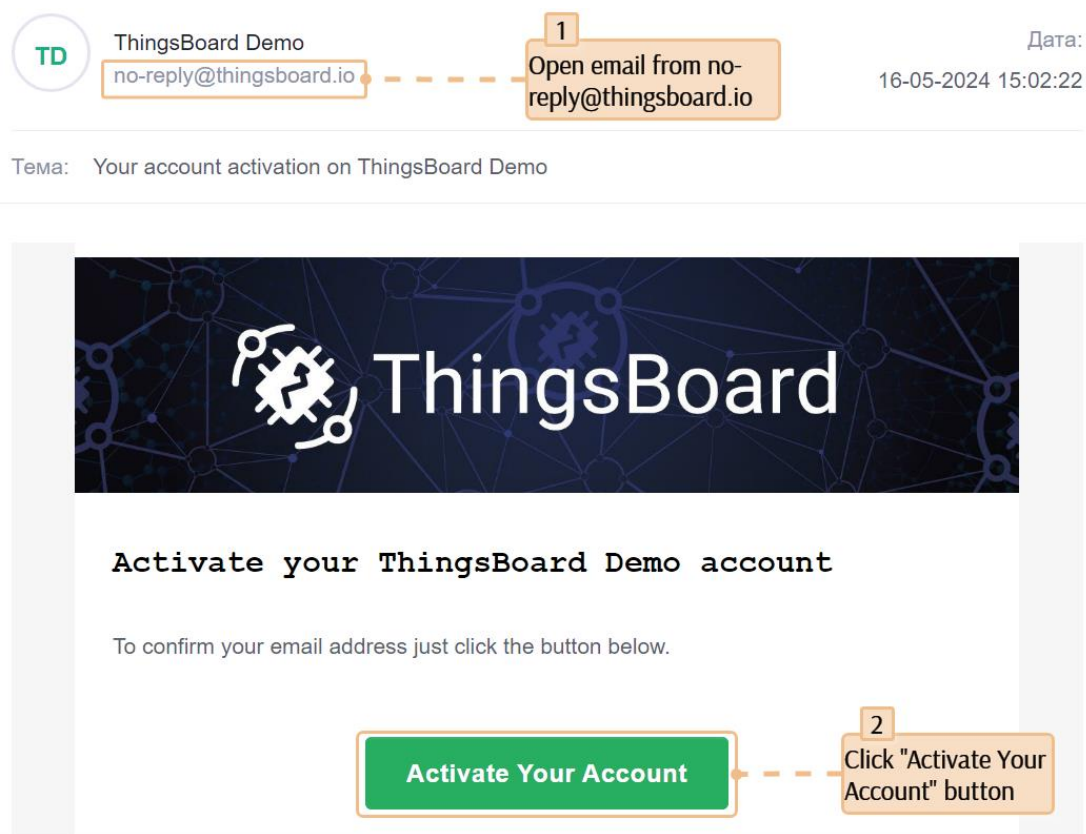 TD
ThingsBoard Demo
no-reply@thingsboard.io
1
Open email from no-
reply@thingsboard.io
Дата:
16-05-2024 15:02:22
Тема: Your account activation on ThingsBoard Demo
ThingsBoard
Activate your ThingsBoard Demo account
To confirm your email address just click the button below.
Activate Your Account
2
Click "Activate Your
Account" button